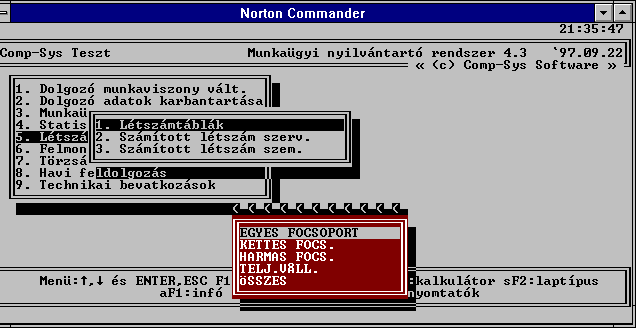 Norton Commander
21:35:47
Comp-Sys Teszt Munkaügyi nyilvántartó rendszer 4.3 '97.09.22
« (c) Comp-Sys Software »
1. Dolgozó munkaviszony vált.
2. Dolgozó adatok karbantartása
3. Munkaü
4. Statis
5. Létszá
6. Felmon
7. Törzsá
8. Havi feldolgozás
9. Technikai bevatkozások
1. Létszámtáblák
2. Számított létszám szerv.
3. Számított létszám szem.
EGYES FOCSOPORT
KETTES FOCS.
HARMAS FOCS.
TELJ.V8LL.
öSSZES
Menü:↑,↓ és ENTER,ESC F1 kalkulátor sF2:laptípus
aF1:infó nyomtatók